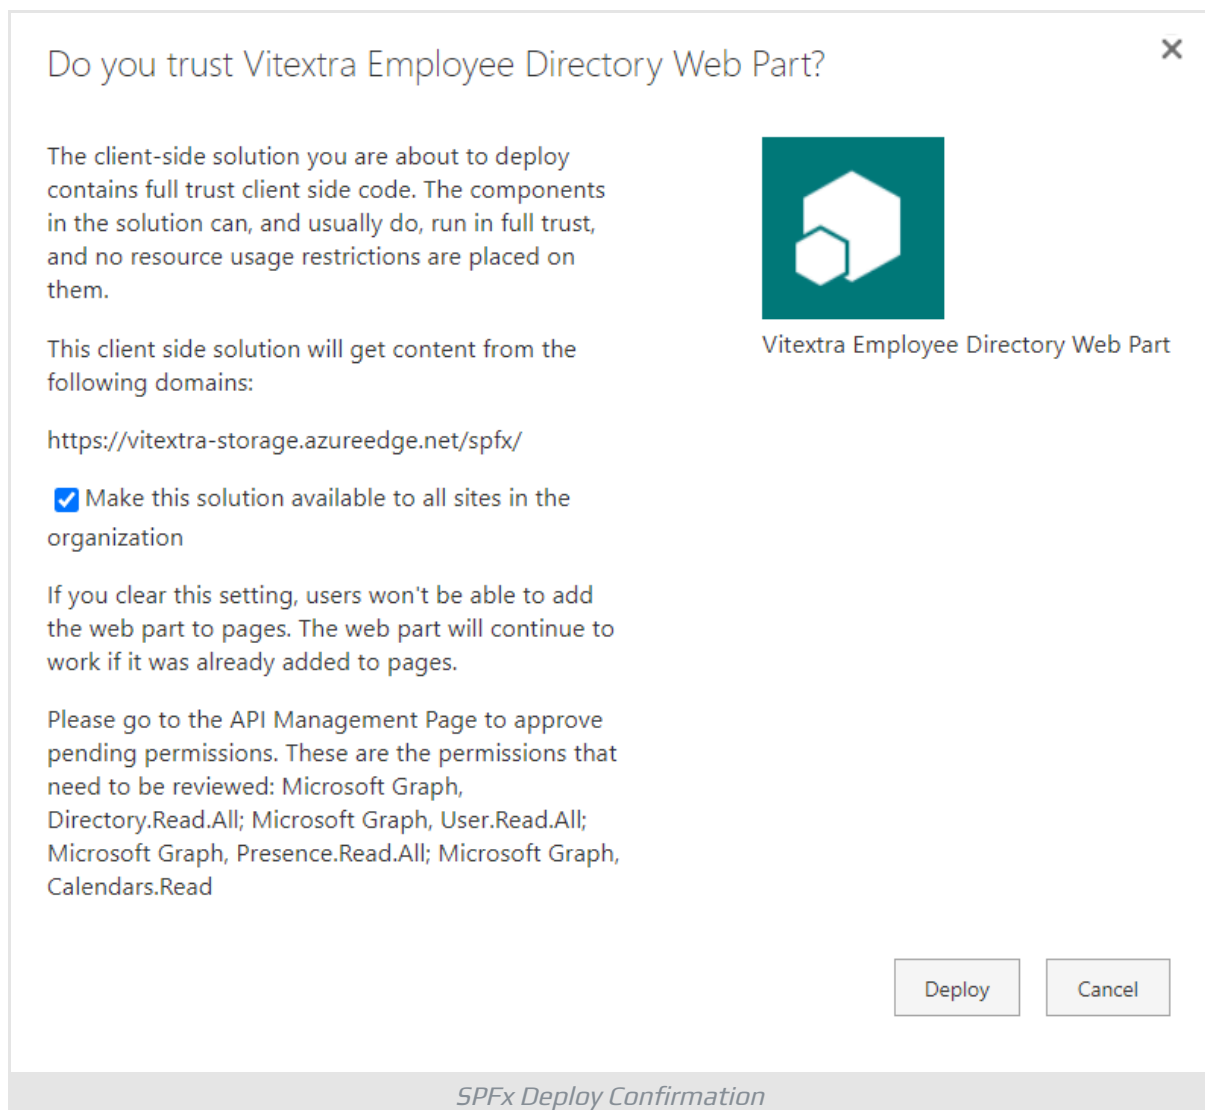 Do you trust Vitextra Employee Directory Web Part?
The client-side solution you are about to deploy
contains full trust client side code. The components
in the solution can, and usually do, run in full trust,
and no resource usage restrictions are placed on
them.
This client side solution will get content from the
following domains:
https://vitextra-storage.azureedge.net/spfx/
Make this solution available to all sites in the
organization
If you clear this setting, users won't be able to add
the web part to pages. The web part will continue to
work if it was already added to pages.
Please go to the API Management Page to approve
pending permissions. These are the permissions that
need to be reviewed: Microsoft Graph,
Directory.Read.All; Microsoft Graph, User.Read.All;
Microsoft Graph, Presence.Read.All; Microsoft Graph,
Calendars.Read
Vitextra Employee Directory Web Part
Deploy
Cancel
SPFx Deploy Confirmation